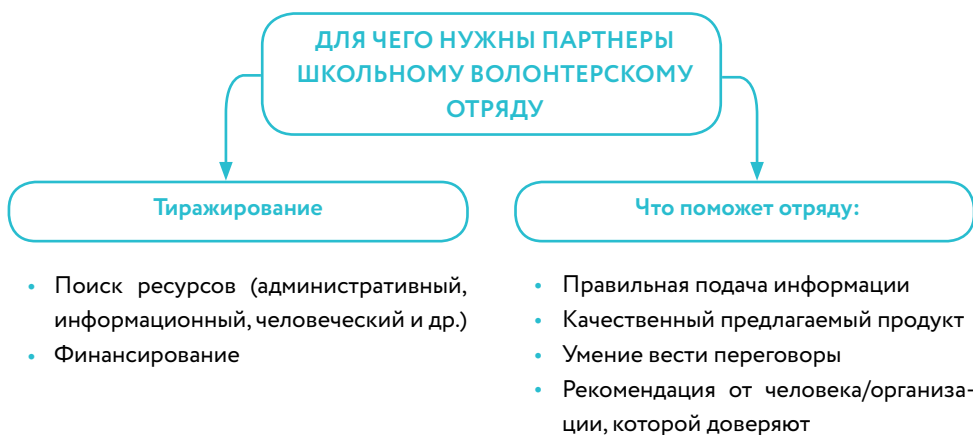 ДЛЯ ЧЕГО НУЖНЫ ПАРТНЕРЫ
ШКОЛЬНОМУ ВОЛОНТЕРСКОМУ
ОТРЯДУ
Тиражирование
• Поиск ресурсов (административный,
информационный, человеческий и др.)
• Финансирование
Что поможет отряду:
• Правильная подача информации
• Качественный предлагаемый продукт
• Умение вести переговоры
• Рекомендация от человека/организа-
ции, которой доверяют